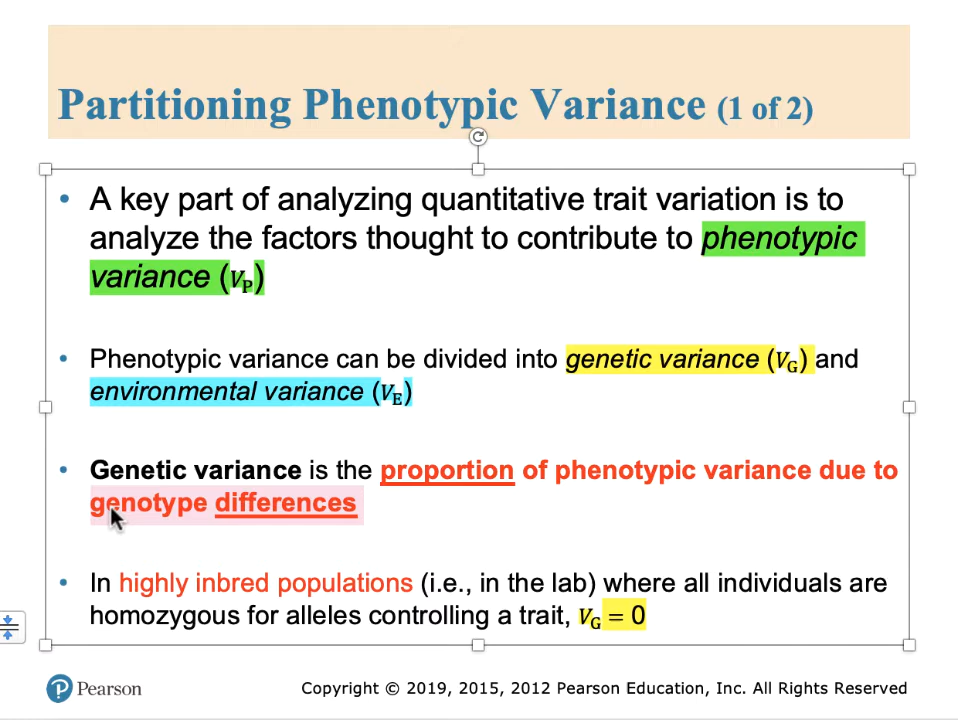 Partitioning Phenotypic Variance (1 of 2)
• A key part of analyzing quantitative trait variation is to
analyze the factors thought to contribute to phenotypic
variance (VP)
• Phenotypic variance can be divided into genetic variance (VG) and
environmental variance (VE)
• Genetic variance is the proportion of phenotypic variance due to
genotype differences
• In highly inbred populations (i.e., in the lab) where all individuals are
homozygous for alleles controlling a trait, VG = 0
Pearson
Copyright © 2019, 2015, 2012 Pearson Education, Inc. All Rights Reserved